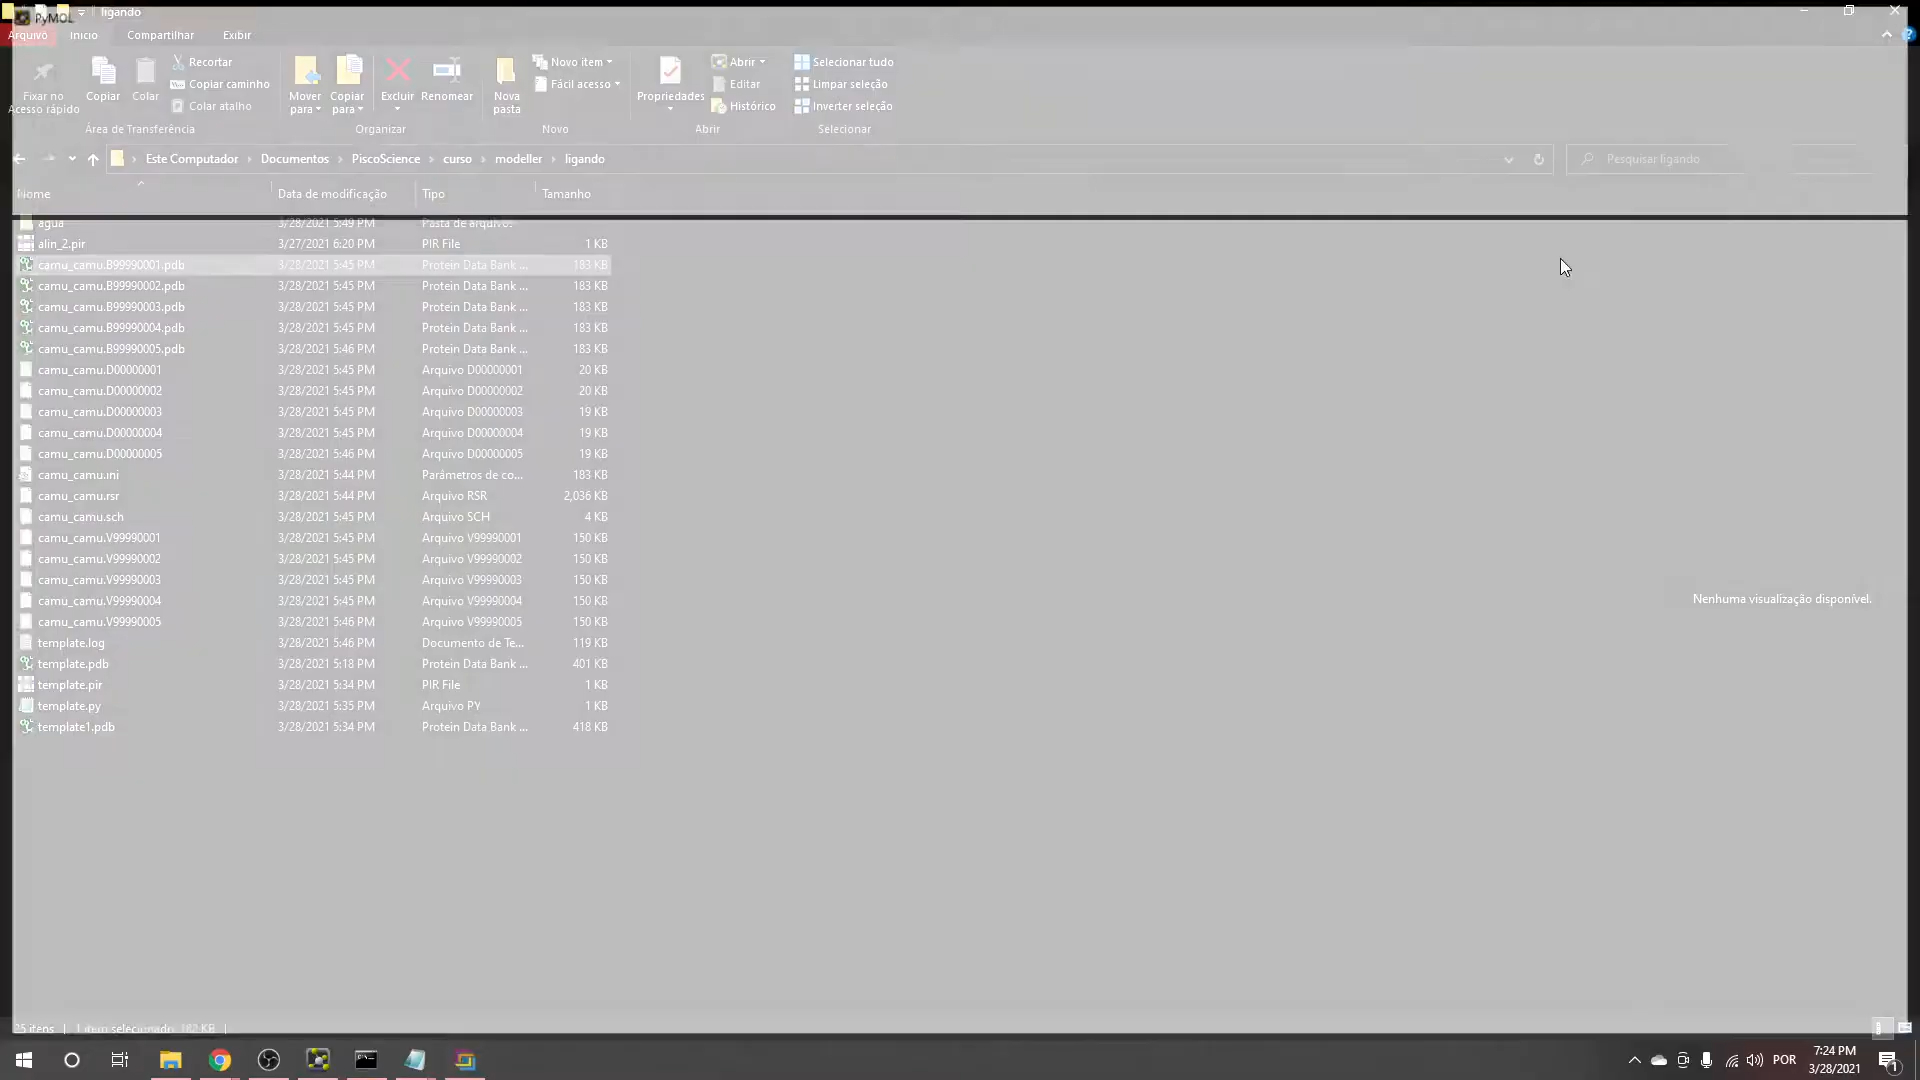 PyMOL ligando
Arquivo Início Compartilhar Exibir
Fixar no Acesso rápido
Copiar
Colar
Recortar
Copiar caminho
Colar atalho
Área de Transferência
Mover para
Copiar para
Excluir
Renomear
Organizar
Nova pasta
Novo item
Fácil acesso
Novo
Propriedades
Abrir
Editar
Histórico
Abrir
Selecionar tudo
Limpar seleção
Inverter seleção
Selecionar
Este Computador Documentos PiscoScience curso modeller ligando
Pesquisar ligando
Nome Data de modificação Tipo Tamanho
agua 3/28/2021 5:49 PM Pasta de arquivos
alin_2.pir 3/27/2021 6:20 PM PIR File 1 KB
camu_camu.B99990001.pdb 3/28/2021 5:45 PM Protein Data Bank ... 183 KB
camu_camu.B99990002.pdb 3/28/2021 5:45 PM Protein Data Bank ... 183 KB
camu_camu.B99990003.pdb 3/28/2021 5:45 PM Protein Data Bank ... 183 KB
camu_camu.B99990004.pdb 3/28/2021 5:45 PM Protein Data Bank ... 183 KB
camu_camu.B99990005.pdb 3/28/2021 5:46 PM Protein Data Bank ... 183 KB
camu_camu.D00000001 3/28/2021 5:45 PM Arquivo D00000001 20 KB
camu_camu.D00000002 3/28/2021 5:45 PM Arquivo D00000002 20 KB
camu_camu.D00000003 3/28/2021 5:45 PM Arquivo D00000003 19 KB
camu_camu.D00000004 3/28/2021 5:45 PM Arquivo D00000004 19 KB
camu_camu.D00000005 3/28/2021 5:46 PM Arquivo D00000005 19 KB
camu_camu.ini 3/28/2021 5:44 PM Parâmetros de co... 183 KB
camu_camu.rsr 3/28/2021 5:44 PM Arquivo RSR 2,036 KB
camu_camu.sch 3/28/2021 5:45 PM Arquivo SCH 4 KB
camu_camu.V99990001 3/28/2021 5:45 PM Arquivo V99990001 150 KB
camu_camu.V99990002 3/28/2021 5:45 PM Arquivo V99990002 150 KB
camu_camu.V99990003 3/28/2021 5:45 PM Arquivo V99990003 150 KB
camu_camu.V99990004 3/28/2021 5:45 PM Arquivo V99990004 150 KB
camu_camu.V99990005 3/28/2021 5:46 PM Arquivo V99990005 150 KB
template.log 3/28/2021 5:46 PM Documento de Te... 119 KB
template.pdb 3/28/2021 5:18 PM Protein Data Bank ... 401 KB
template.pir 3/28/2021 5:34 PM PIR File 1 KB
template.py 3/28/2021 5:35 PM Arquivo PY 1 KB
template1.pdb 3/28/2021 5:34 PM Protein Data Bank ... 418 KB
Nenhuma visualização disponível.
25 itens 1 item selecionado 182 KB
POR 7:24 PM
3/28/2021 1